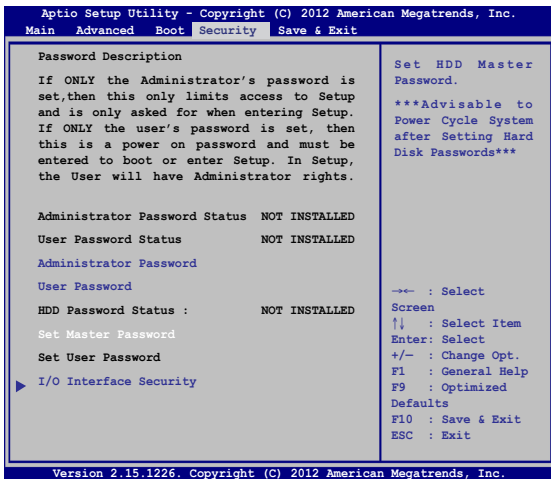 Aptio Setup Utility - Copyright (C) 2012 American Megatrends, Inc.
Main Advanced Boot Security Save & Exit
Password Description
If ONLY the Administrator's password is
set,then this only limits access to Setup
and is only asked for when entering Setup.
If ONLY the user's password is set, then
this is a power on password and must be
entered to boot or enter Setup. In Setup,
the User will have Administrator rights.
Administrator Password Status NOT INSTALLED
User Password Status NOT INSTALLED
Administrator Password
User Password
HDD Password Status : NOT INSTALLED
Set Master Password
Set User Password
I/O Interface Security
Set HDD Master
Password.
***Advisable to
Power Cycle System
after Setting Hard
Disk Passwords***
→← : Select
Screen
↑↓ : Select Item
Enter: Select
+/— : Change Opt.
F1 : General Help
F9 : Optimized
Defaults
F10 : Save & Exit
ESC : Exit
Version 2.15.1226. Copyright (C) 2012 American Megatrends, Inc.